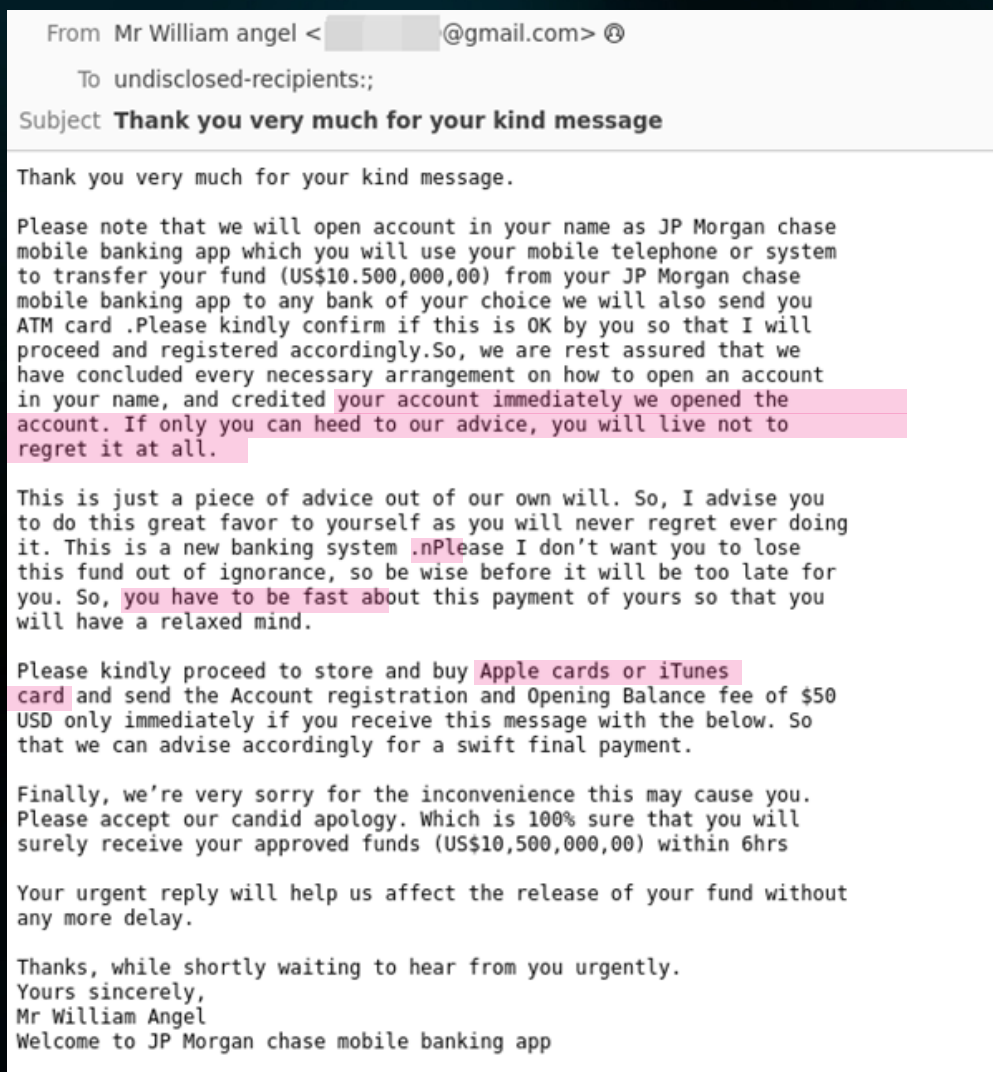 From Mr William angel < @gmail.com>
To undisclosed-recipients:;
Subject Thank you very much for your kind message
Thank you very much for your kind message.
Please note that we will open account in your name as JP Morgan chase
mobile banking app which you will use your mobile telephone or system
to transfer your fund (US$10.500,000,00) from your JP Morgan chase
mobile banking app to any bank of your choice we will also send you
ATM card .Please kindly confirm if this is OK by you so that I will
proceed and registered accordingly.So, we are rest assured that we
have concluded every necessary arrangement on how to open an account
in your name, and credited your account immediately we opened the
account. If only you can heed to our advice, you will live not to
regret it at all.
This is just a piece of advice out of our own will. So, I advise you
to do this great favor to yourself as you will never regret ever doing
it. This is a new banking system .nPlease I don’t want you to lose
this fund out of ignorance, so be wise before it will be too late for
you. So, you have to be fast about this payment of yours so that you
will have a relaxed mind.
Please kindly proceed to store and buy Apple cards or iTunes
card and send the Account registration and Opening Balance fee of $50
USD only immediately if you receive this message with the below. So
that we can advise accordingly for a swift final payment.
Finally, we’re very sorry for the inconvenience this may cause you.
Please accept our candid apology. Which is 100% sure that you will
surely receive your approved funds (US$10,500,000,00) within 6hrs
Your urgent reply will help us affect the release of your fund without
any more delay.
Thanks, while shortly waiting to hear from you urgently.
Yours sincerely,
Mr William Angel
Welcome to JP Morgan chase mobile banking app